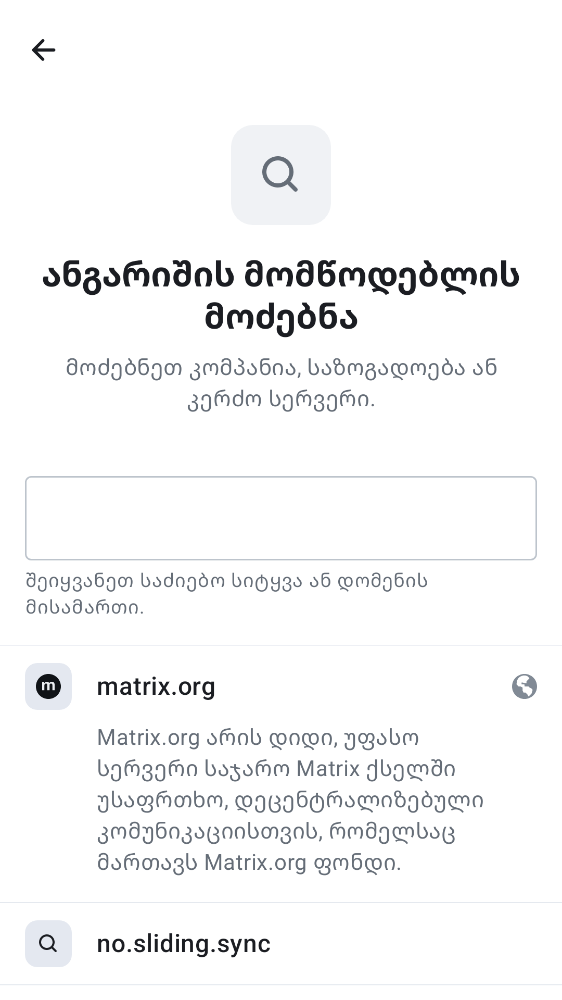 ანგარიშის მომწოდებლის
მოძებნა
მოძებნეთ კომპანია, საზოგადოება ან
კერძო სერვერი.
შეიყვანეთ საძიებო სიტყვა ან დომენის
მისამართი.
m
matrix.org
Matrix.org არის დიდი, უფასო
სერვერი საჯარო Matrix ქსელში
უსაფრთხო, დეცენტრალიზებული
კომუნიკაციისთვის, რომელსაც
მართავს Matrix.org ფონდი.
no.sliding.sync